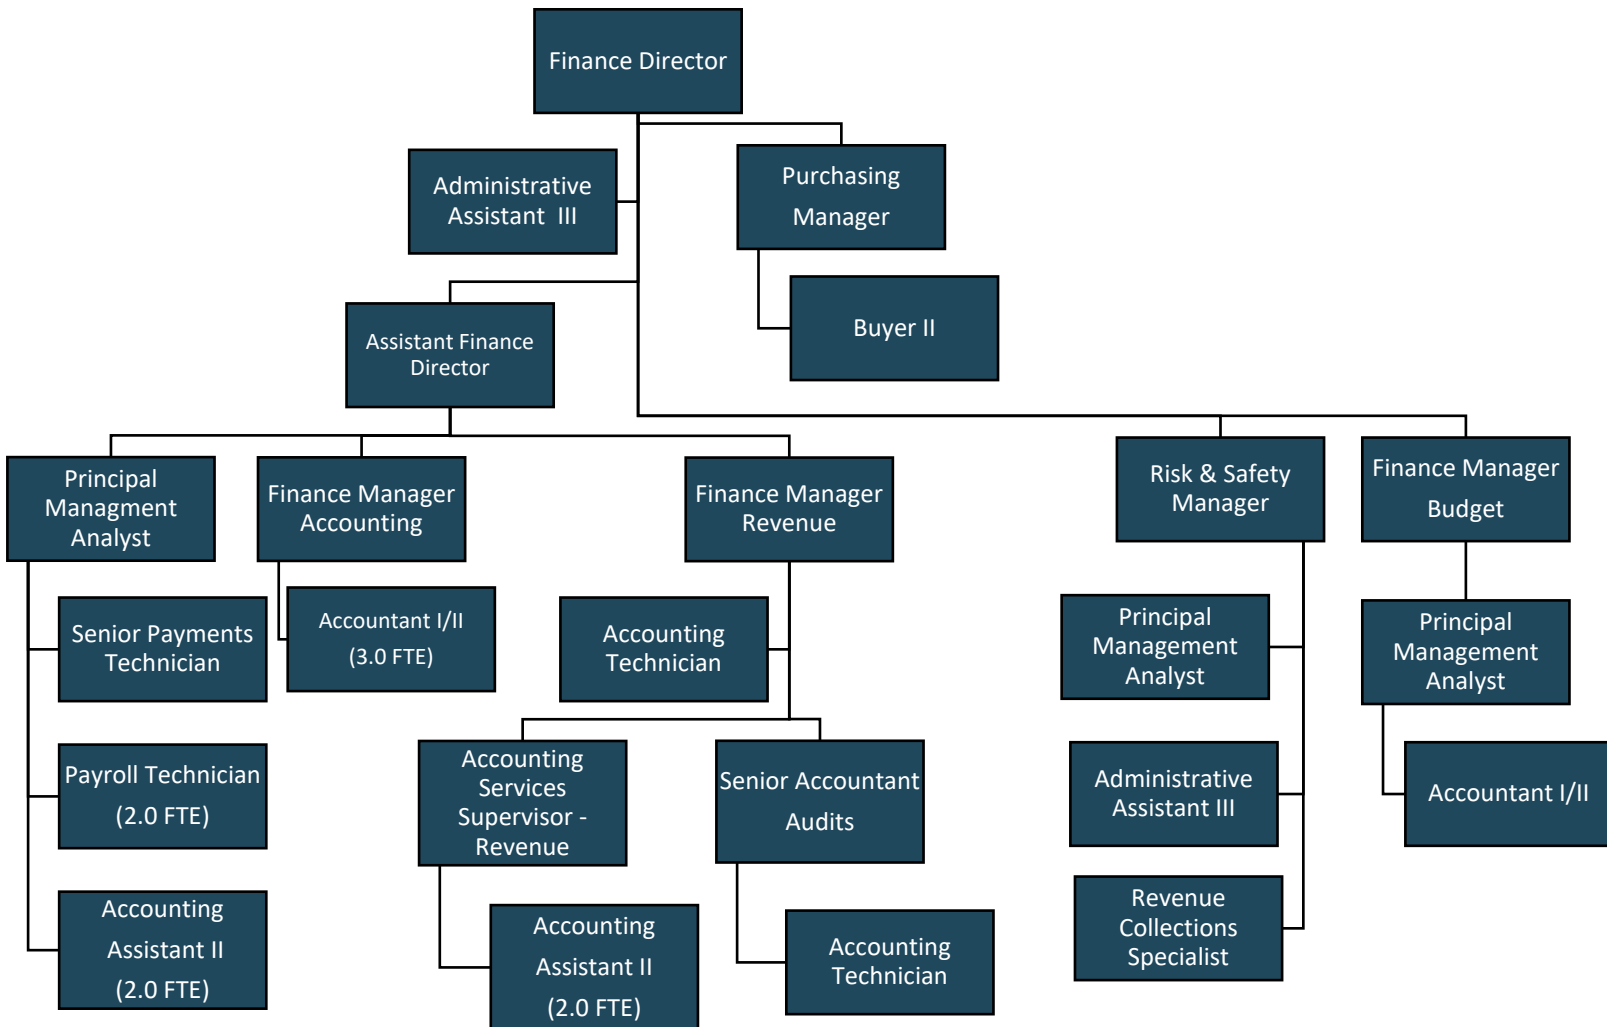 Finance Director
Administrative
Assistant III
Purchasing
Manager
Buyer II
Assistant Finance
Director
Principal
Managment
Analyst
Finance Manager
Accounting
Finance Manager
Revenue
Risk & Safety
Manager
Finance Manager
Budget
Senior Payments
Technician
Accountant I/II
(3.0 FTE)
Accounting
Technician
Principal
Management
Analyst
Principal
Management
Analyst
Payroll Technician
(2.0 FTE)
Accounting
Services
Supervisor -
Revenue
Senior Accountant
Audits
Administrative
Assistant III
Accountant I/II
Accounting
Assistant II
(2.0 FTE)
Accounting
Assistant II
(2.0 FTE)
Accounting
Technician
Revenue
Collections
Specialist